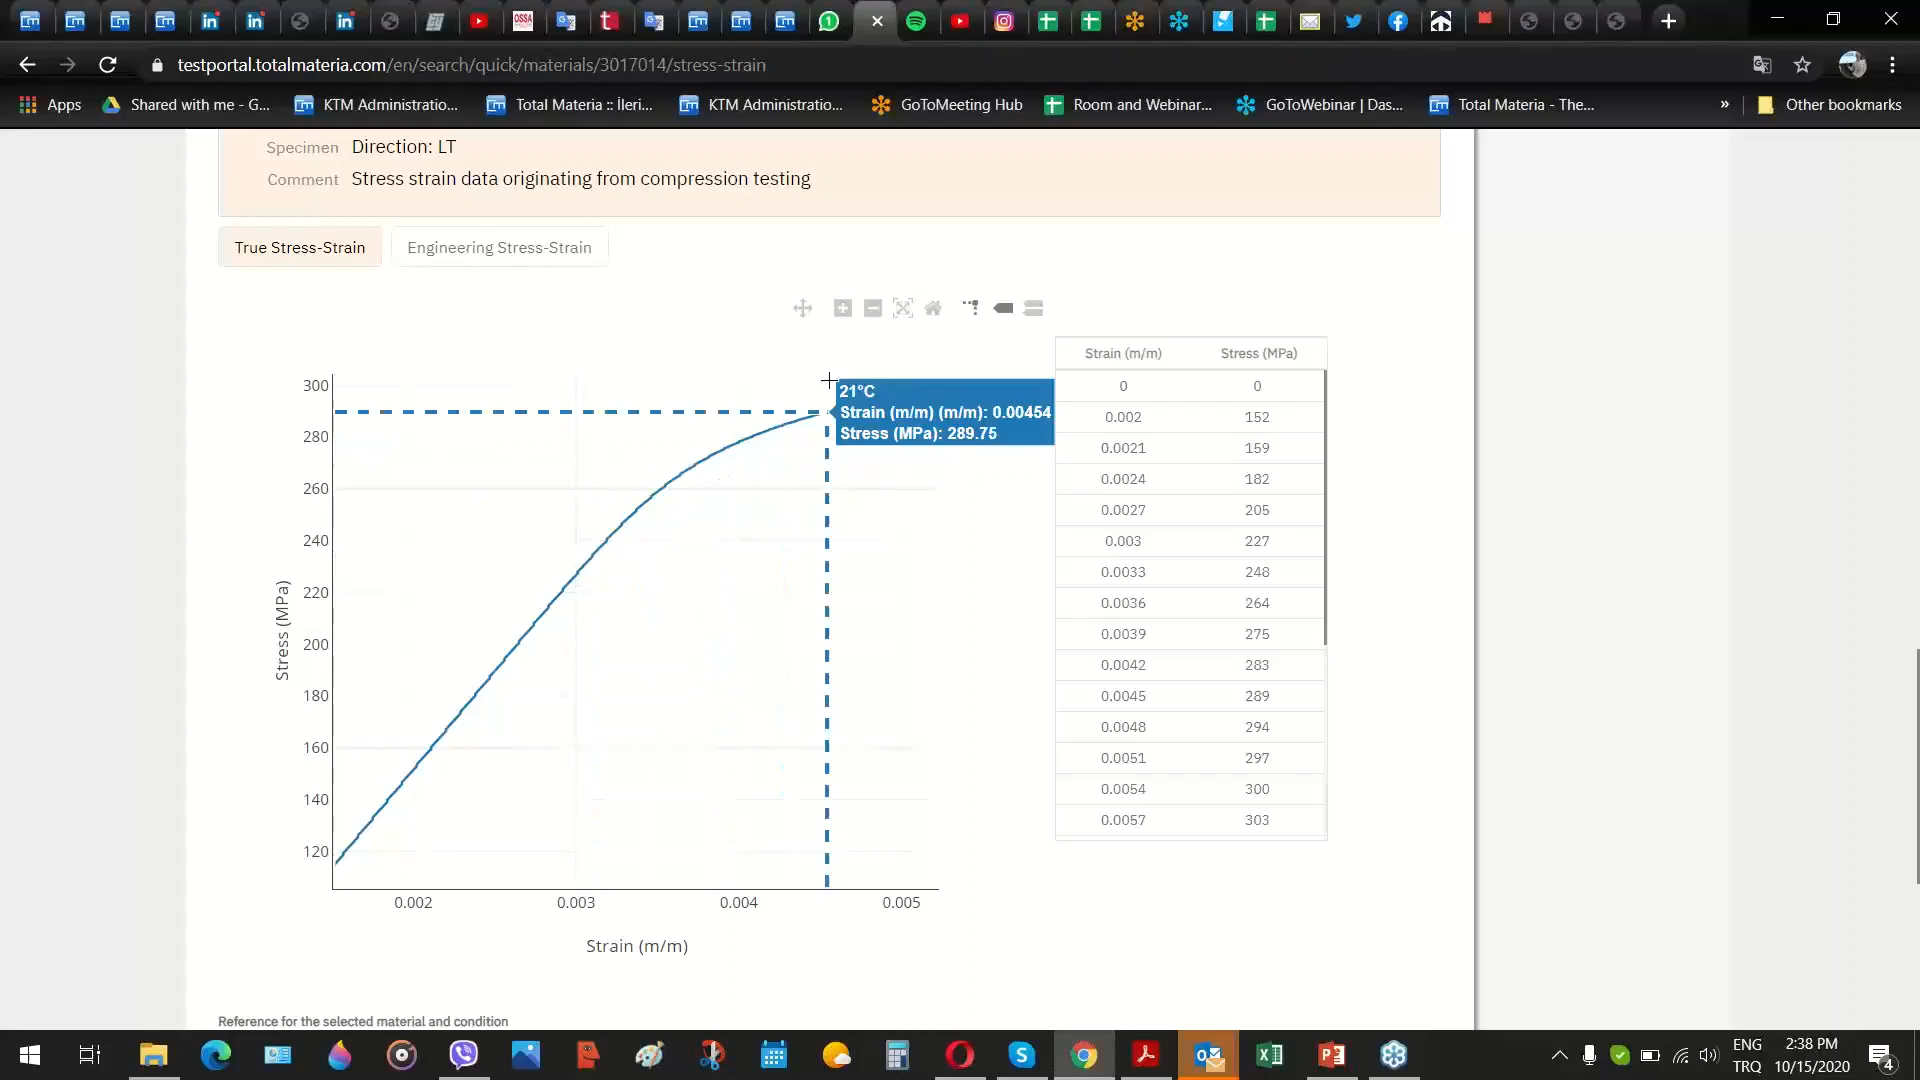 OSSA
testportal.totalmateria.com/en/search/quick/materials/3017014/stress-strain
Apps
Shared with me - G...
KTM Administratio...
Total Materia :: İleri...
KTM Administratio...
GoToMeeting Hub
Room and Webinar...
GoToWebinar | Das...
Total Materia - The...
»
Other bookmarks
Specimen Direction: LT
Comment Stress strain data originating from compression testing
True Stress-Strain
Engineering Stress-Strain
300
280
260
240
220
200
180
160
140
120
Stress (MPa)
0.002
0.003
0.004
0.005
Strain (m/m)
21°C
Strain (m/m) (m/m): 0.00454
Stress (MPa): 289.75
Strain (m/m) Stress (MPa)
0 0
0.002 152
0.0021 159
0.0024 182
0.0027 205
0.003 227
0.0033 248
0.0036 264
0.0039 275
0.0042 283
0.0045 289
0.0048 294
0.0051 297
0.0054 300
0.0057 303
Reference for the selected material and condition
ENG
TRQ
2:38 PM
10/15/2020
4